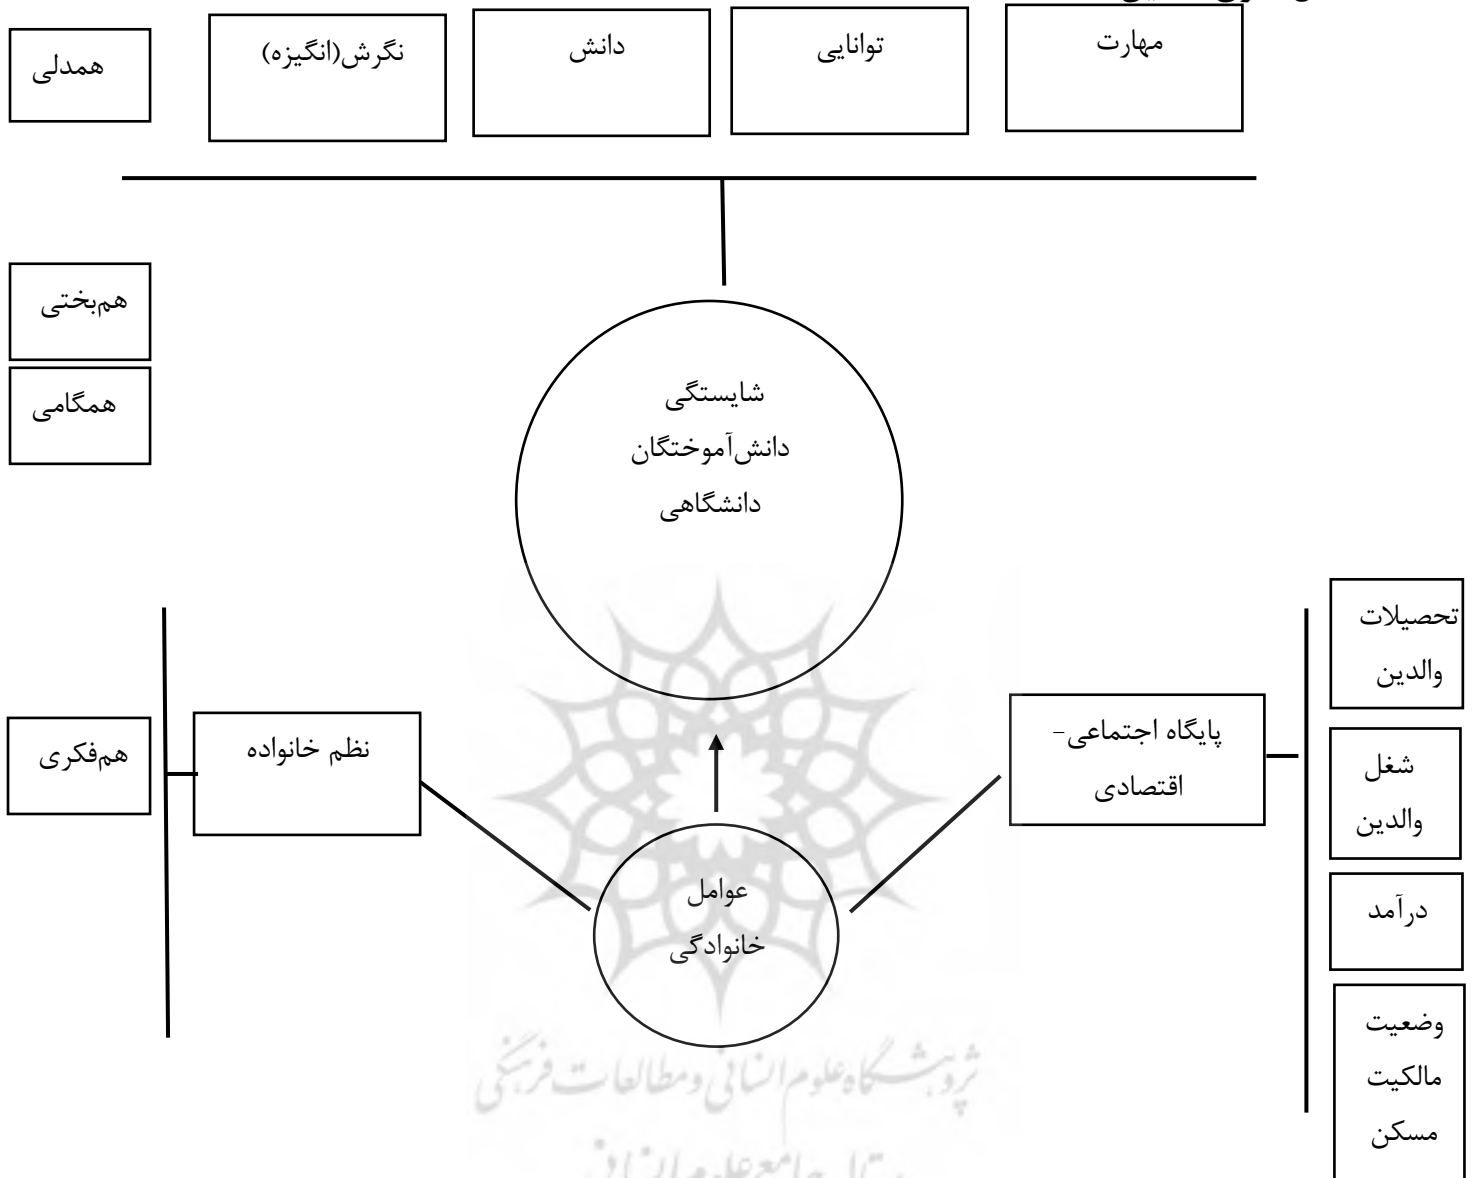 مهارت
توانایی
دانش
نگرش(انگیزه)
همدلی
هم‌بختی
همگامی
شایستگی
دانش‌آموختگان
دانشگاهی
تحصیلات
والدین
پایگاه اجتماعی-
اقتصادی
نظم خانواده
هم‌فکری
شغل
والدین
عوامل
خانوادگی
درآمد
وضعیت
مالکیت
مسکن
پژوهشگاه علوم انسانی و مطالعات فرهنگی